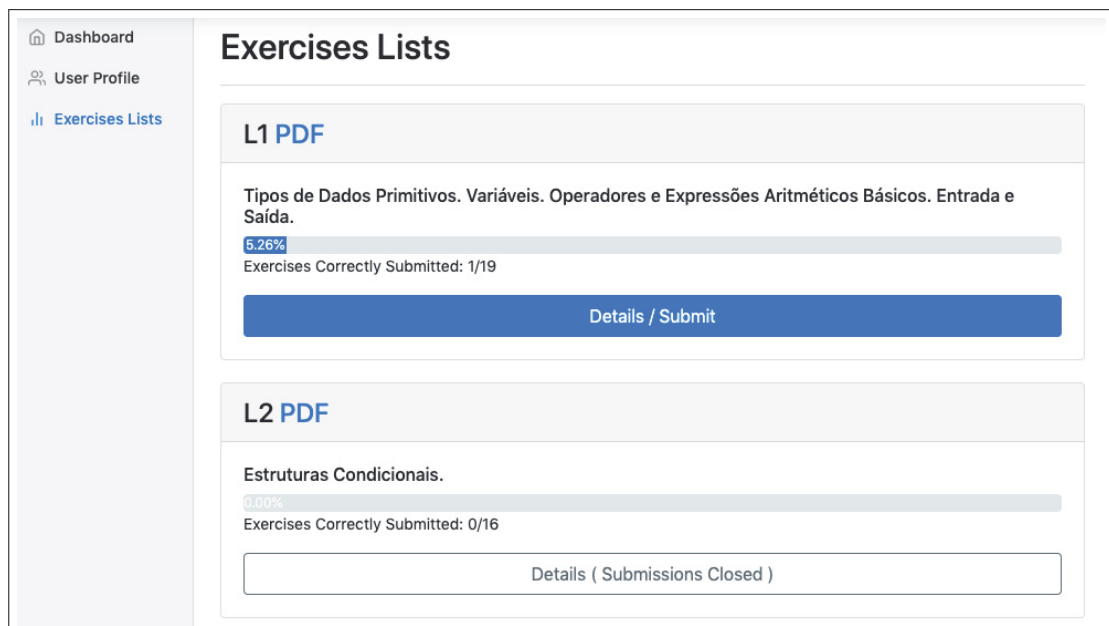 Dashboard
User Profile
Exercises Lists
Exercises Lists
L1 PDF
Tipos de Dados Primitivos. Variáveis. Operadores e Expressões Aritméticos Básicos. Entrada e
Saída.
5.26%
Exercises Correctly Submitted: 1/19
Details / Submit
L2 PDF
Estruturas Condicionais.
0.00%
Exercises Correctly Submitted: 0/16
Details ( Submissions Closed )